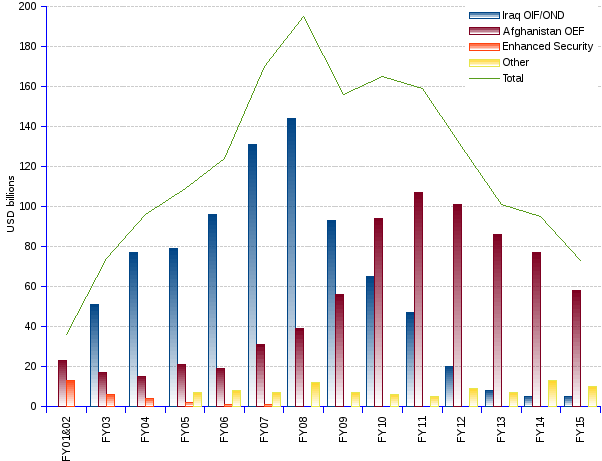 200
180
160
140
120
100
80
60
40
20
0
USD billions
Iraq OIF/OND
Afghanistan OEF
Enhanced Security
Other
Total
FY01&02
FY03
FY04
FY05
FY06
FY07
FY08
FY09
FY10
FY11
FY12
FY13
FY14
FY15